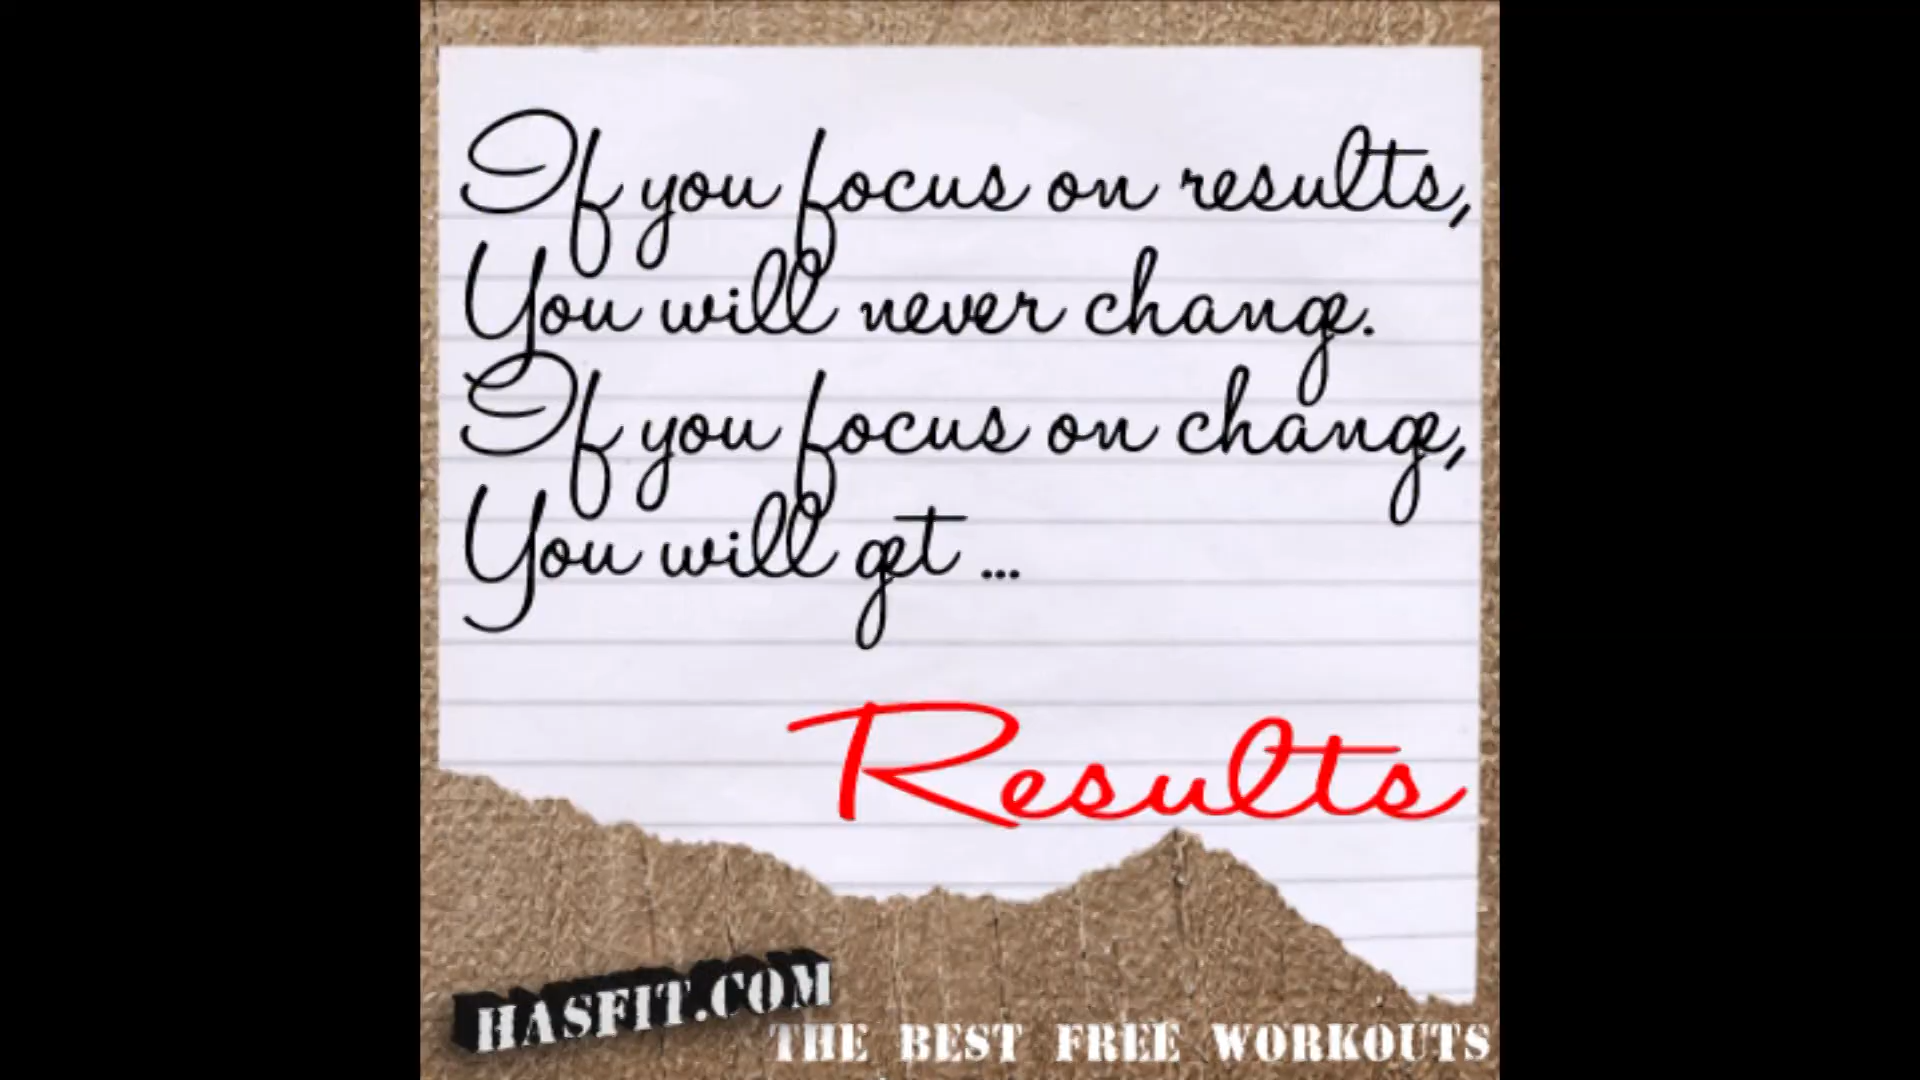 If you focus on results,
You will never change.
If you focus on change,
You will get ...
Results
HASFIT.COM
THE BEST FREE WORKOUTS